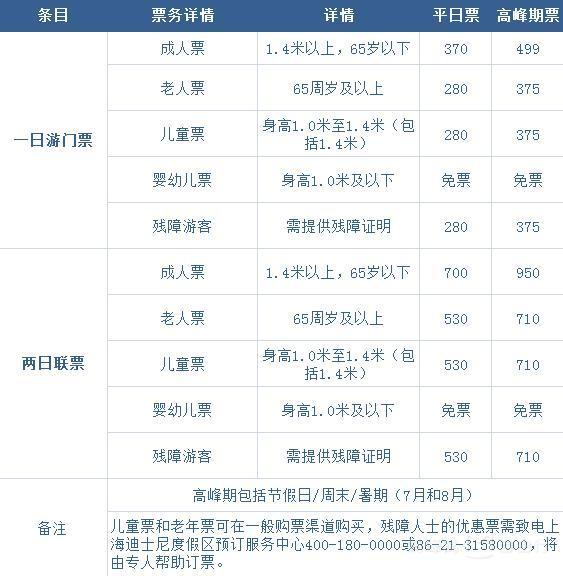 条目 票务详情 详情 平日票 高峰期票
一日游门票
成人票 1.4米以上，65岁以下 370 499
老人票 65周岁及以上 280 375
儿童票 身高1.0米至1.4米（包
括1.4米） 280 375
婴幼儿票 身高1.0米及以下 免票 免票
残障游客 需提供残障证明 280 375
两日联票
成人票 1.4米以上，65岁以下 700 950
老人票 65周岁及以上 530 710
儿童票 身高1.0米至1.4米（包
括1.4米） 530 710
婴幼儿票 身高1.0米及以下 免票 免票
残障游客 需提供残障证明 530 710
备注
高峰期包括节假日/周末/暑期（7月和8月）
儿童票和老年票可在一般购票渠道购买，残障人士的优惠票需致电上
海迪士尼度假区预订服务中心400-180-0000或86-21-31580000，将
由专人帮助订票。